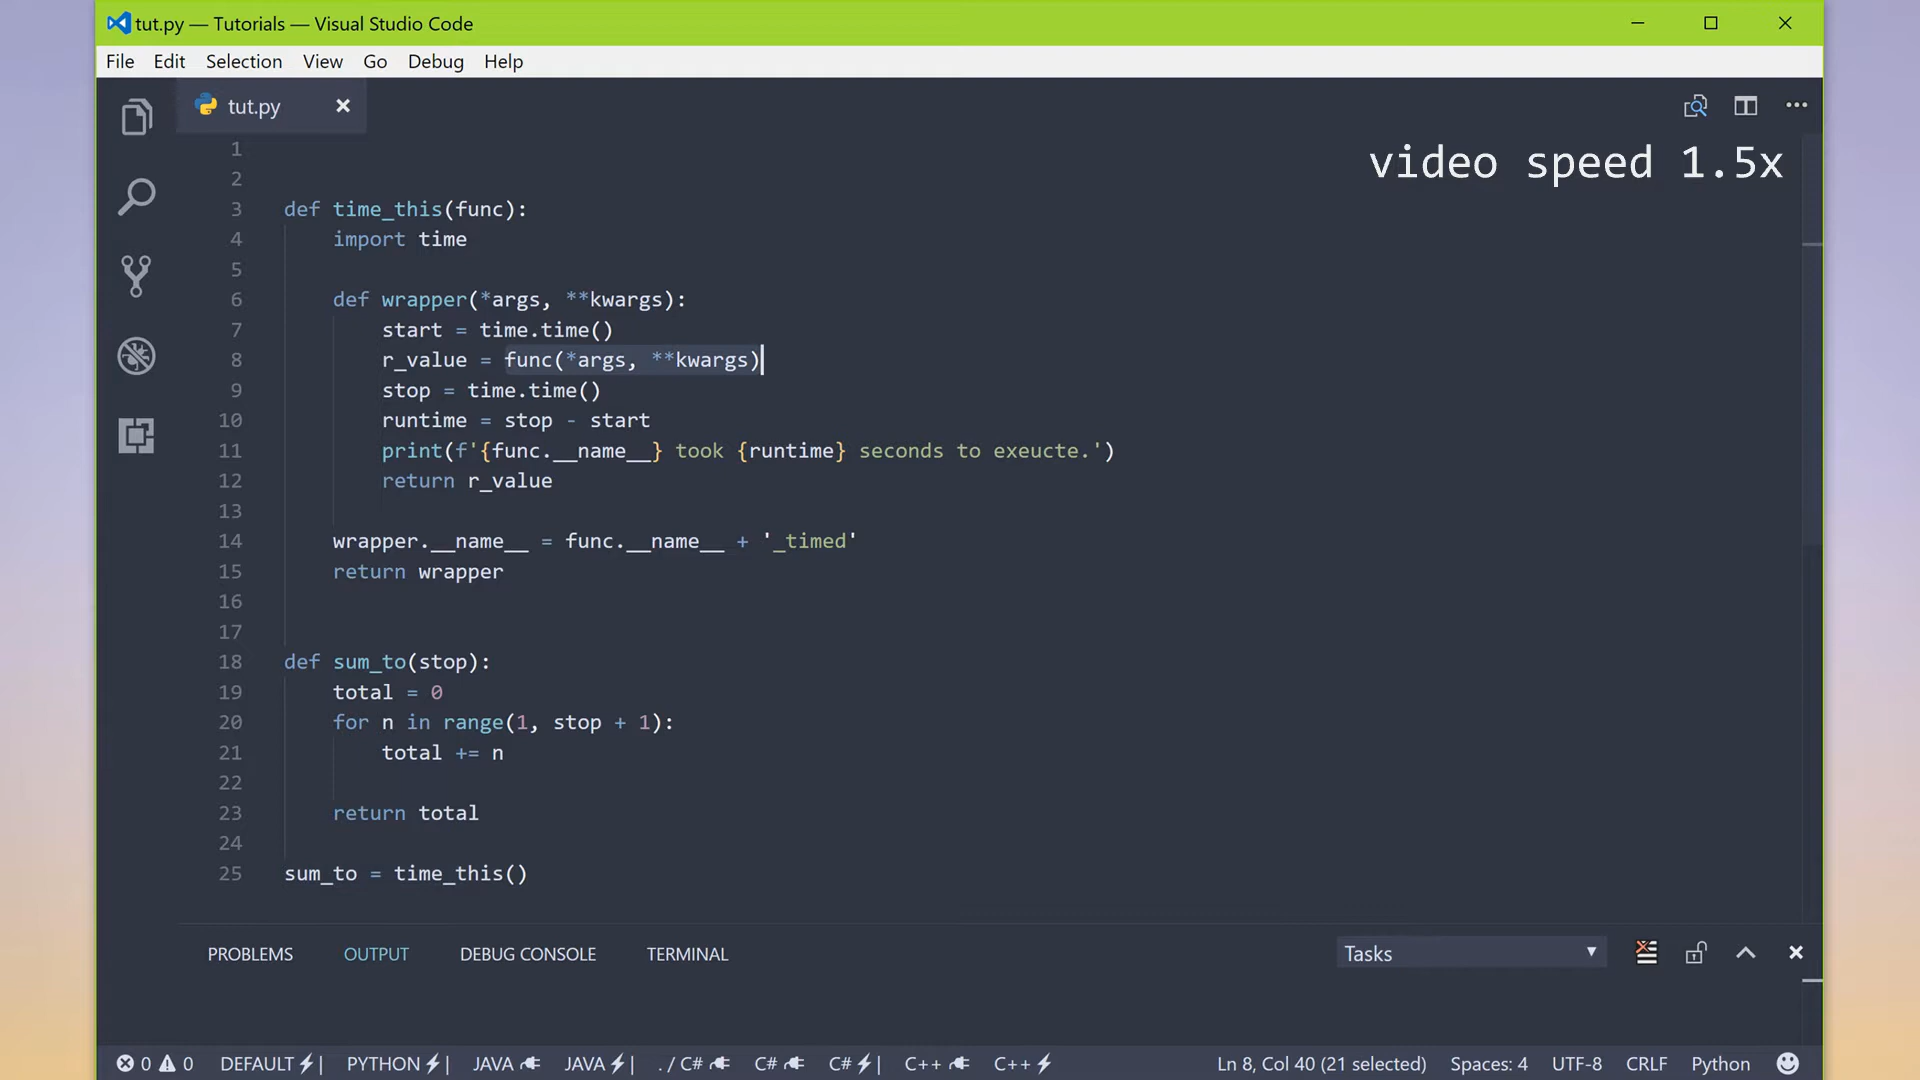 tut.py — Tutorials — Visual Studio Code
File Edit Selection View Go Debug Help
tut.py
video speed 1.5x
1
2
3 def time_this(func):
4 import time
5
6 def wrapper(*args, **kwargs):
7 start = time.time()
8 r_value = func(*args, **kwargs)
9 stop = time.time()
10 runtime = stop - start
11 print(f'{func.__name__} took {runtime} seconds to exeucte.')
12 return r_value
13
14 wrapper.__name__ = func.__name__ + '_timed'
15 return wrapper
16
17
18 def sum_to(stop):
19 total = 0
20 for n in range(1, stop + 1):
21 total += n
22
23 return total
24
25 sum_to = time_this()
PROBLEMS OUTPUT DEBUG CONSOLE TERMINAL Tasks
0 0 DEFAULT | PYTHON | JAVA JAVA | ./C# C# C# | C++ C++ Ln 8, Col 40 (21 selected) Spaces: 4 UTF-8 CRLF Python